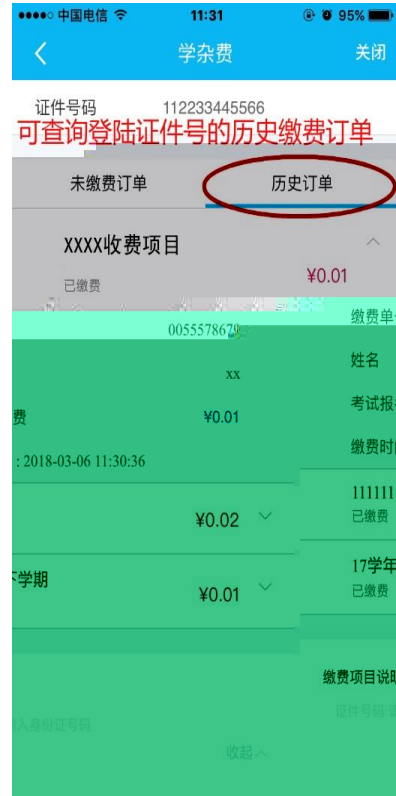 中国电信 11:31 95%
学杂费 关闭
证件号码 112233445566
可查询登陆证件号的历史缴费订单
未缴费订单 历史订单
XXXX收费项目
已缴费 ¥0.01
缴费单
0055578679
xx 姓名
费 ¥0.01 考试报
: 2018-03-06 11:30:36 缴费时
111111
¥0.02 已缴费
下学期 17学年
¥0.01 已缴费
缴费项目说明
入身份证号码 证件号码
收起